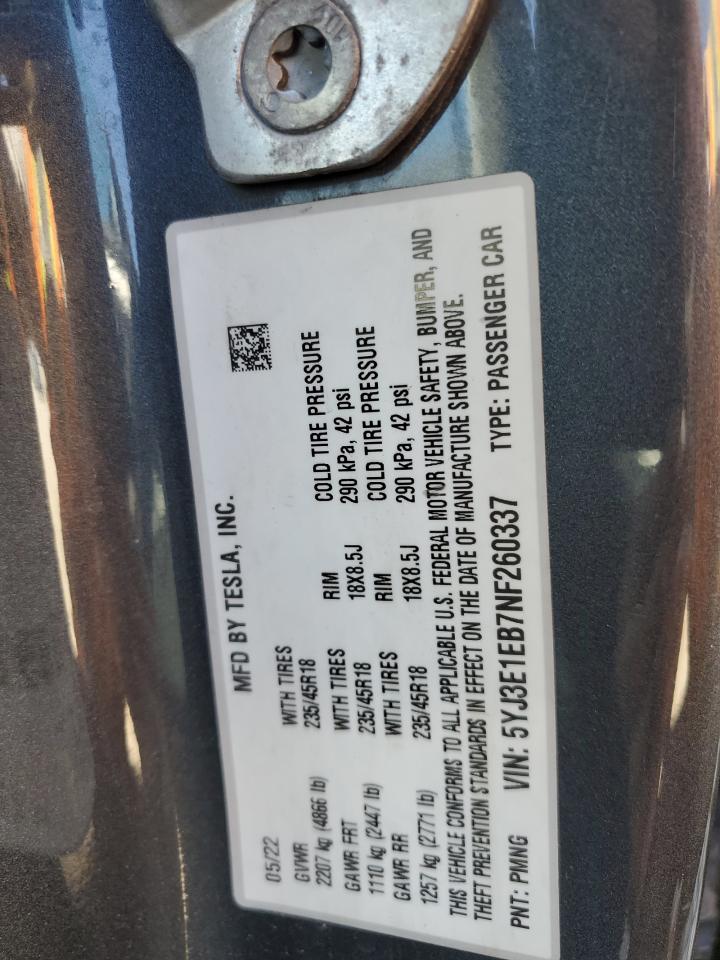 MFD BY TESLA, INC.
05/22
GVWR WITH TIRES RIM COLD TIRE PRESSURE
2207 kg (4866 lb) 235/45R18
GAWR FRT WITH TIRES RIM COLD TIRE PRESSURE
1110 kg (2447 lb) 235/45R18 18X8.5J 290 kPa, 42 psi
GAWR RR WITH TIRES RIM COLD TIRE PRESSURE
1257 kg (2771 lb) 235/45R18 18X8.5J 290 kPa, 42 psi
THIS VEHICLE CONFORMS TO ALL APPLICABLE U.S. FEDERAL MOTOR VEHICLE SAFETY, BUMPER, AND
THEFT PREVENTION STANDARDS IN EFFECT ON THE DATE OF MANUFACTURE SHOWN ABOVE.
PNT: PMNG VIN: 5YJ3E1EB7NF260337 TYPE: PASSENGER CAR